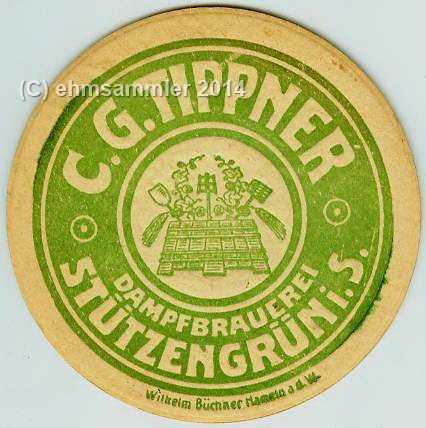 (C) ehmsammler 2014
C.G. TIPPNER
DAMPFBRAUEREI
STÜTZENGRÜN i. S.
Wilhelm Büchner Hameln a.d. W.